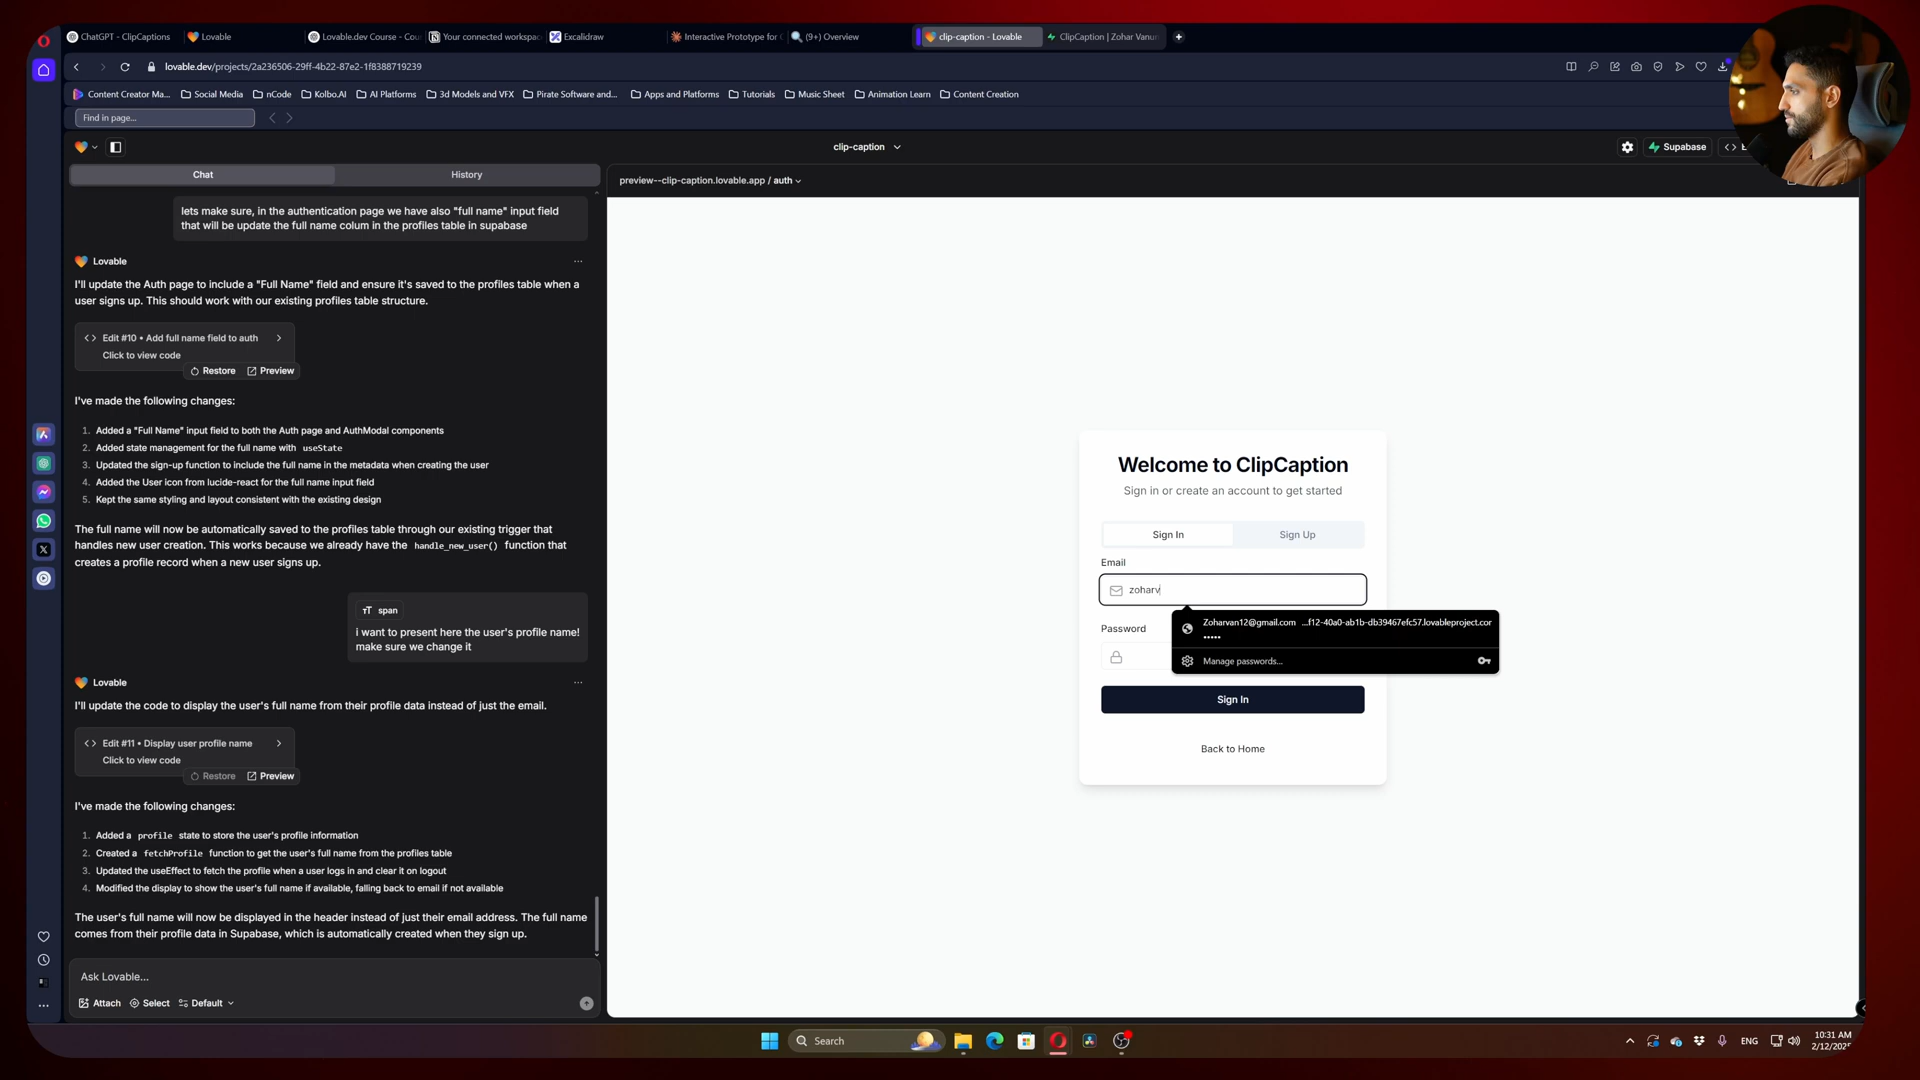 ChatGPT - ClipCaptions
Lovable
Lovable.dev Course - Cou
Your connected workspac
Excalidraw
Interactive Prototype for C
(9+) Overview
clip-caption - Lovable
ClipCaption | Zohar Vanun
lovable.dev/projects/2a236506-29ff-4b22-87e2-1f8388719239
Content Creator Ma...
Social Media
nCode
Kolbo.AI
AI Platforms
3d Models and VFX
Pirate Software and...
Apps and Platforms
Tutorials
Music Sheet
Animation Learn
Content Creation
Find in page...
clip-caption
Supabase
Chat
History
preview--clip-caption.lovable.app / auth
lets make sure, in the authentication page we have also "full name" input field
that will be update the full name colum in the profiles table in supabase
Lovable
I'll update the Auth page to include a "Full Name" field and ensure it's saved to the profiles table when a
user signs up. This should work with our existing profiles table structure.
Edit #10 • Add full name field to auth
Click to view code
Restore
Preview
I've made the following changes:
1. Added a "Full Name" input field to both the Auth page and AuthModal components
2. Added state management for the full name with useState
3. Updated the sign-up function to include the full name in the metadata when creating the user
4. Added the User icon from lucide-react for the full name input field
5. Kept the same styling and layout consistent with the existing design
The full name will now be automatically saved to the profiles table through our existing trigger that
handles new user creation. This works because we already have the handle_new_user() function that
creates a profile record when a new user signs up.
span
i want to present here the user's profile name!
make sure we change it
Lovable
I'll update the code to display the user's full name from their profile data instead of just the email.
Edit #11 • Display user profile name
Click to view code
Restore
Preview
I've made the following changes:
1. Added a profile state to store the user's profile information
2. Created a fetchProfile function to get the user's full name from the profiles table
3. Updated the useEffect to fetch the profile when a user logs in and clear it on logout
4. Modified the display to show the user's full name if available, falling back to email if not available
The user's full name will now be displayed in the header instead of just their email address. The full name
comes from their profile data in Supabase, which is automatically created when they sign up.
Ask Lovable...
Attach
Select
Default
Welcome to ClipCaption
Sign in or create an account to get started
Sign In
Sign Up
Email
zoharv
Zoharvan12@gmail.com ...f12-40a0-ab1b-db39467efc57.lovableproject.cor
•••••
Password
Manage passwords...
Sign In
Back to Home
Search
ENG
10:31 AM